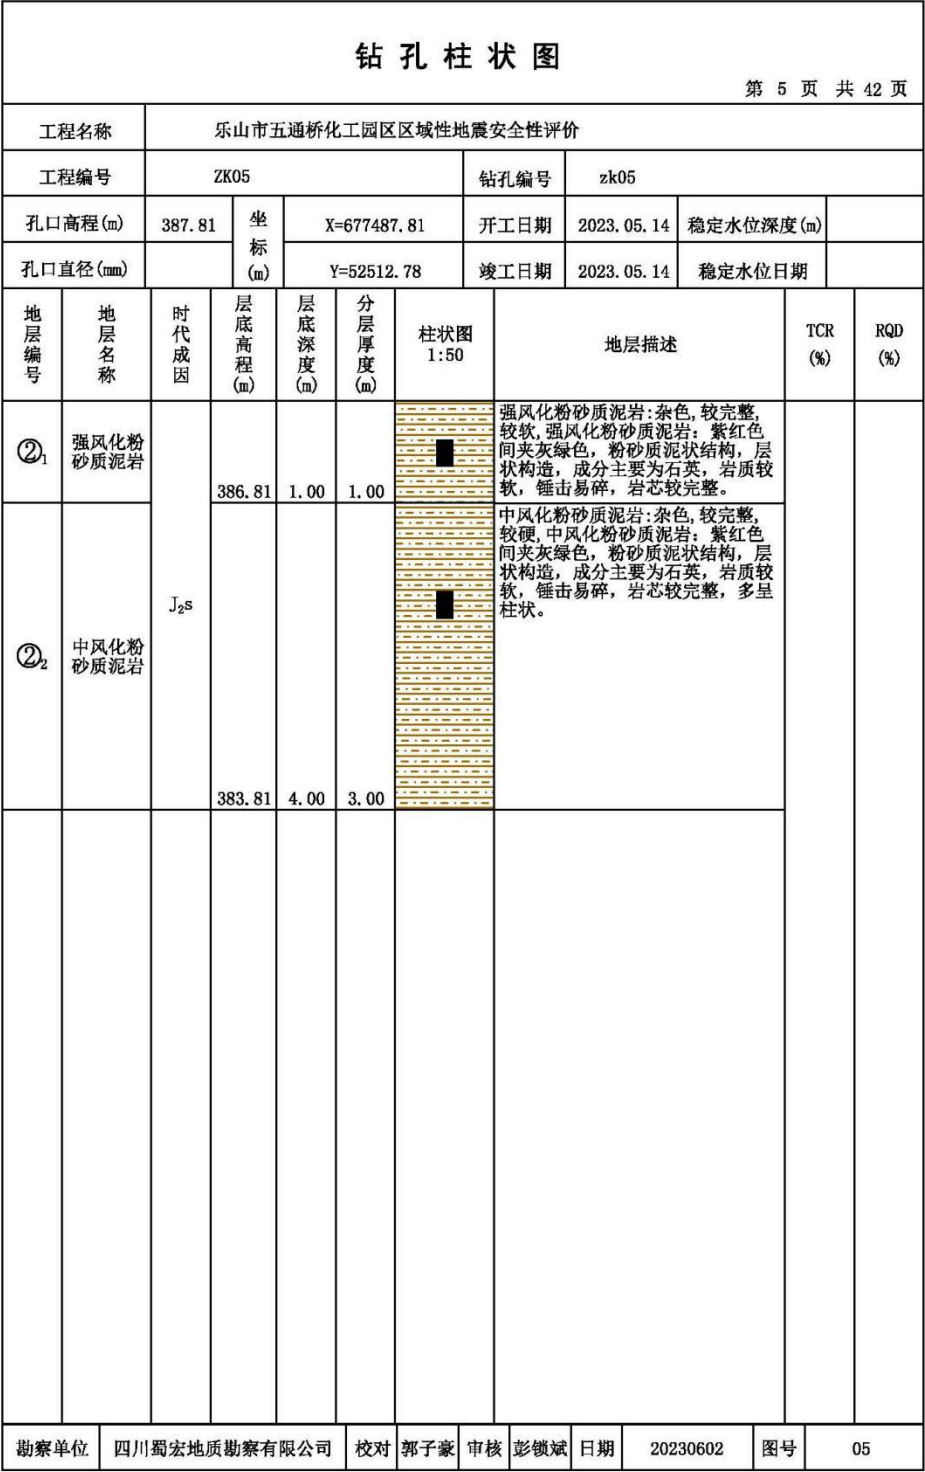 钻孔柱状图
第 5 页 共 42 页
工程名称 乐山市五通桥化工园区区域性地震安全性评价
工程编号 ZK05 钻孔编号 zk05
孔口高程(m) 387.81 坐标(m) X=677487.81 开工日期 2023.05.14 稳定水位深度(m)
孔口直径(mm) Y=52512.78 竣工日期 2023.05.14 稳定水位日期
地层编号 地层名称 时代成因 层底高程(m) 层底深度(m) 分层厚度(m) 柱状图 1:50 地层描述 TCR (%) RQD (%)
②1 强风化粉砂质泥岩 386.81 1.00 1.00
强风化粉砂质泥岩:杂色,较完整,
较软,强风化粉砂质泥岩：紫红色
间夹灰绿色，粉砂质泥状结构，层
状构造，成分主要为石英，岩质较
软，锤击易碎，岩芯较完整。
②2 中风化粉砂质泥岩 J2s 383.81 4.00 3.00
中风化粉砂质泥岩:杂色,较完整,
较硬,中风化粉砂质泥岩：紫红色
间夹灰绿色，粉砂质泥状结构，层
状构造，成分主要为石英，岩质较
软，锤击易碎，岩芯较完整，多呈
柱状。
勘察单位 四川蜀宏地质勘察有限公司 校对 郭子豪 审核 彭锁斌 日期 20230602 图号 05